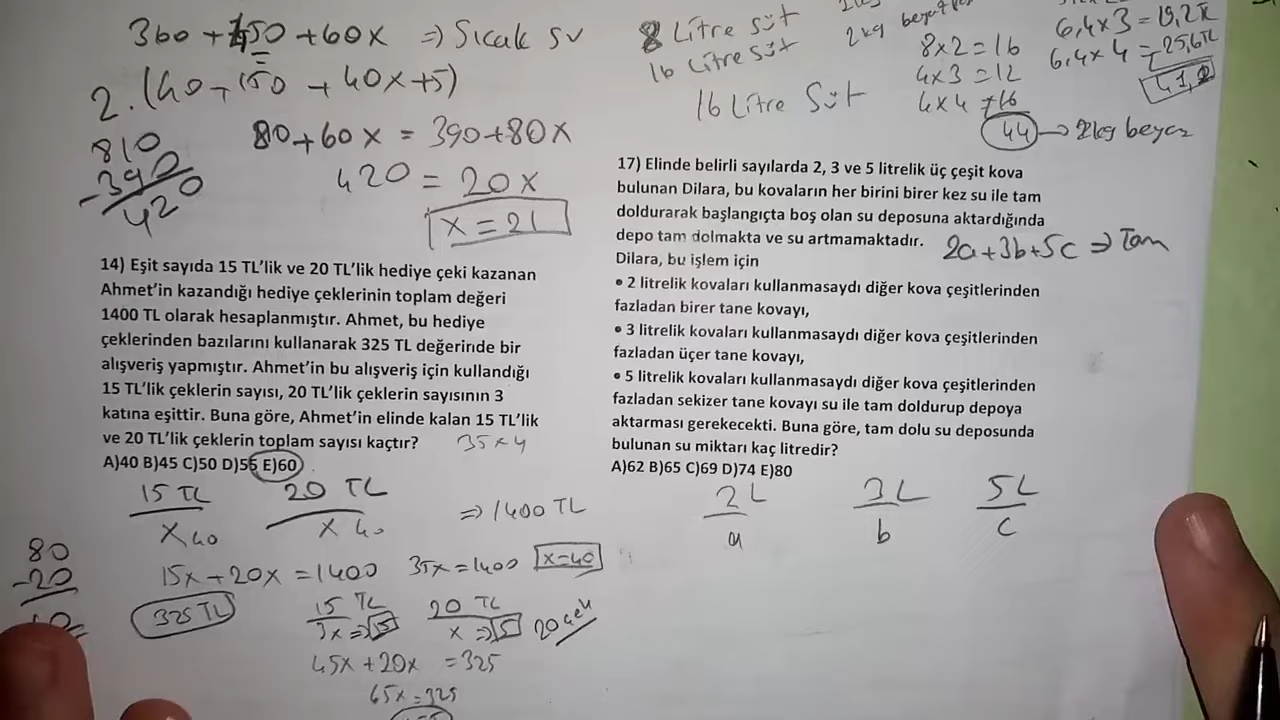 360 + 450 + 60x => Sıcak su
2.(40+150 + 40x+5)
810
-390
420
80+60x = 390+80x
420 = 20x
x = 21
14) Eşit sayıda 15 TL'lik ve 20 TL'lik hediye çeki kazanan
Ahmet'in kazandığı hediye çeklerinin toplam değeri
1400 TL olarak hesaplanmıştır. Ahmet, bu hediye
çeklerinden bazılarını kullanarak 325 TL değerinde bir
alışveriş yapmıştır. Ahmet'in bu alışveriş için kullandığı
15 TL'lik çeklerin sayısı, 20 TL'lik çeklerin sayısının 3
katına eşittir. Buna göre, Ahmet'in elinde kalan 15 TL'lik
ve 20 TL'lik çeklerin toplam sayısı kaçtır?
35x4
A)40 B)45 C)50 D)55 E)60
15 TL
x 40
20 TL
x 40
=> 1400 TL
80
-20
15x+20x = 1400
35x = 1400
x=40
325 TL
15 TL
3x => 15
20 TL
x => 5
20 çek
45x + 20x = 325
65x = 325
8 Litre Süt
16 Litre Süt
16 Litre Süt
2kg beyaz
8x2 = 16
4x3 = 12
4x4 = 16
44 → 2kg beyaz
6,4x3 = 19,2 TL
6,4x4 = 25,6 TL
17) Elinde belirli sayılarda 2, 3 ve 5 litrelik üç çeşit kova
bulunan Dilara, bu kovaların her birini birer kez su ile tam
doldurarak başlangıçta boş olan su deposuna aktardığında
depo tam dolmakta ve su artmamaktadır.
2a+3b+5c => Tam
Dilara, bu işlem için
• 2 litrelik kovaları kullanmasaydı diğer kova çeşitlerinden
fazladan birer tane kovayı,
• 3 litrelik kovaları kullanmasaydı diğer kova çeşitlerinden
fazladan üçer tane kovayı,
• 5 litrelik kovaları kullanmasaydı diğer kova çeşitlerinden
fazladan sekizer tane kovayı su ile tam doldurup depoya
aktarması gerekecekti. Buna göre, tam dolu su deposunda
bulunan su miktarı kaç litredir?
A)62 B)65 C)69 D)74 E)80
2L
a
3L
b
5L
c